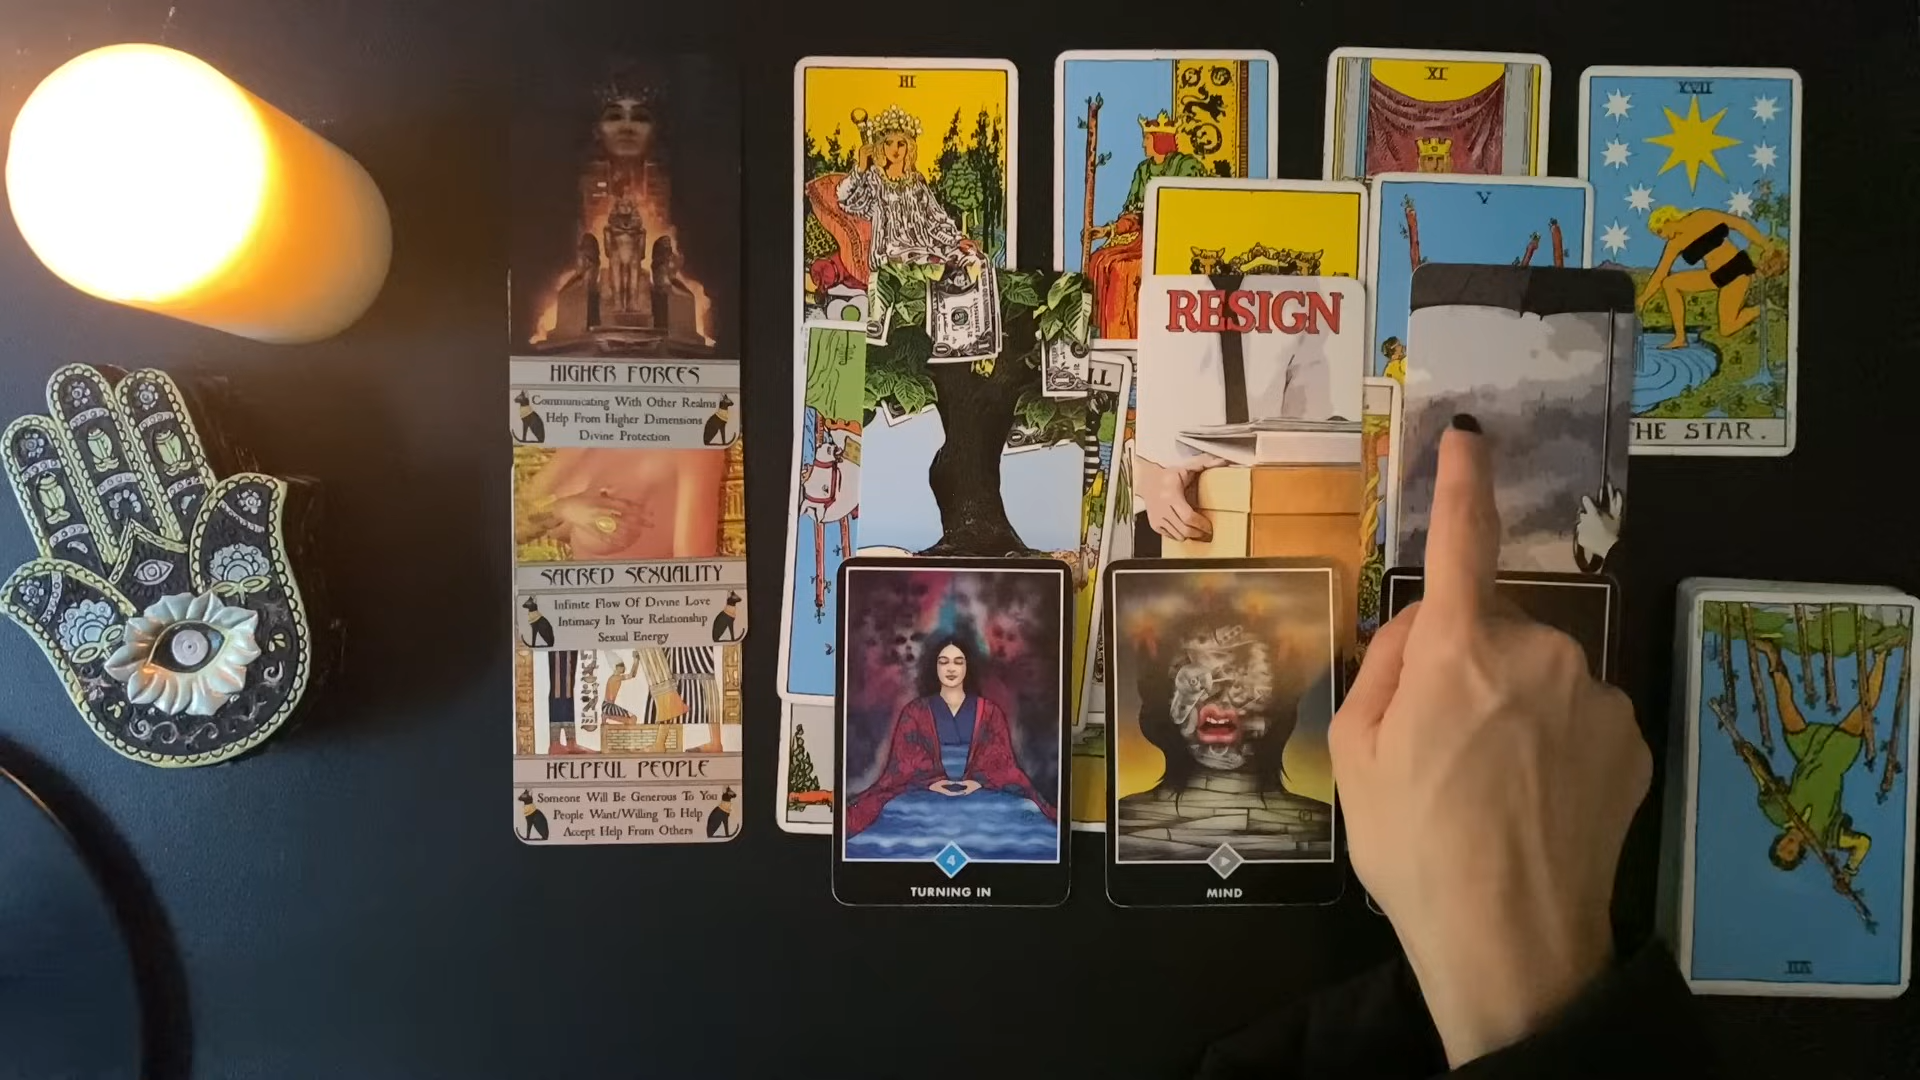 HIGHER FORCES
Communicating With Other Realms
Help From Higher Dimensions
Divine Protection
SACRED SEXUALITY
Infinite Flow Of Divine Love
Intimacy In Your Relationship
Sexual Energy
HELPFUL PEOPLE
Someone Will Be Generous To You
People Want/Willing To Help
Accept Help From Others
III
XI
XVII
V
RESIGN
THE STAR.
4
TURNING IN
MIND
VII